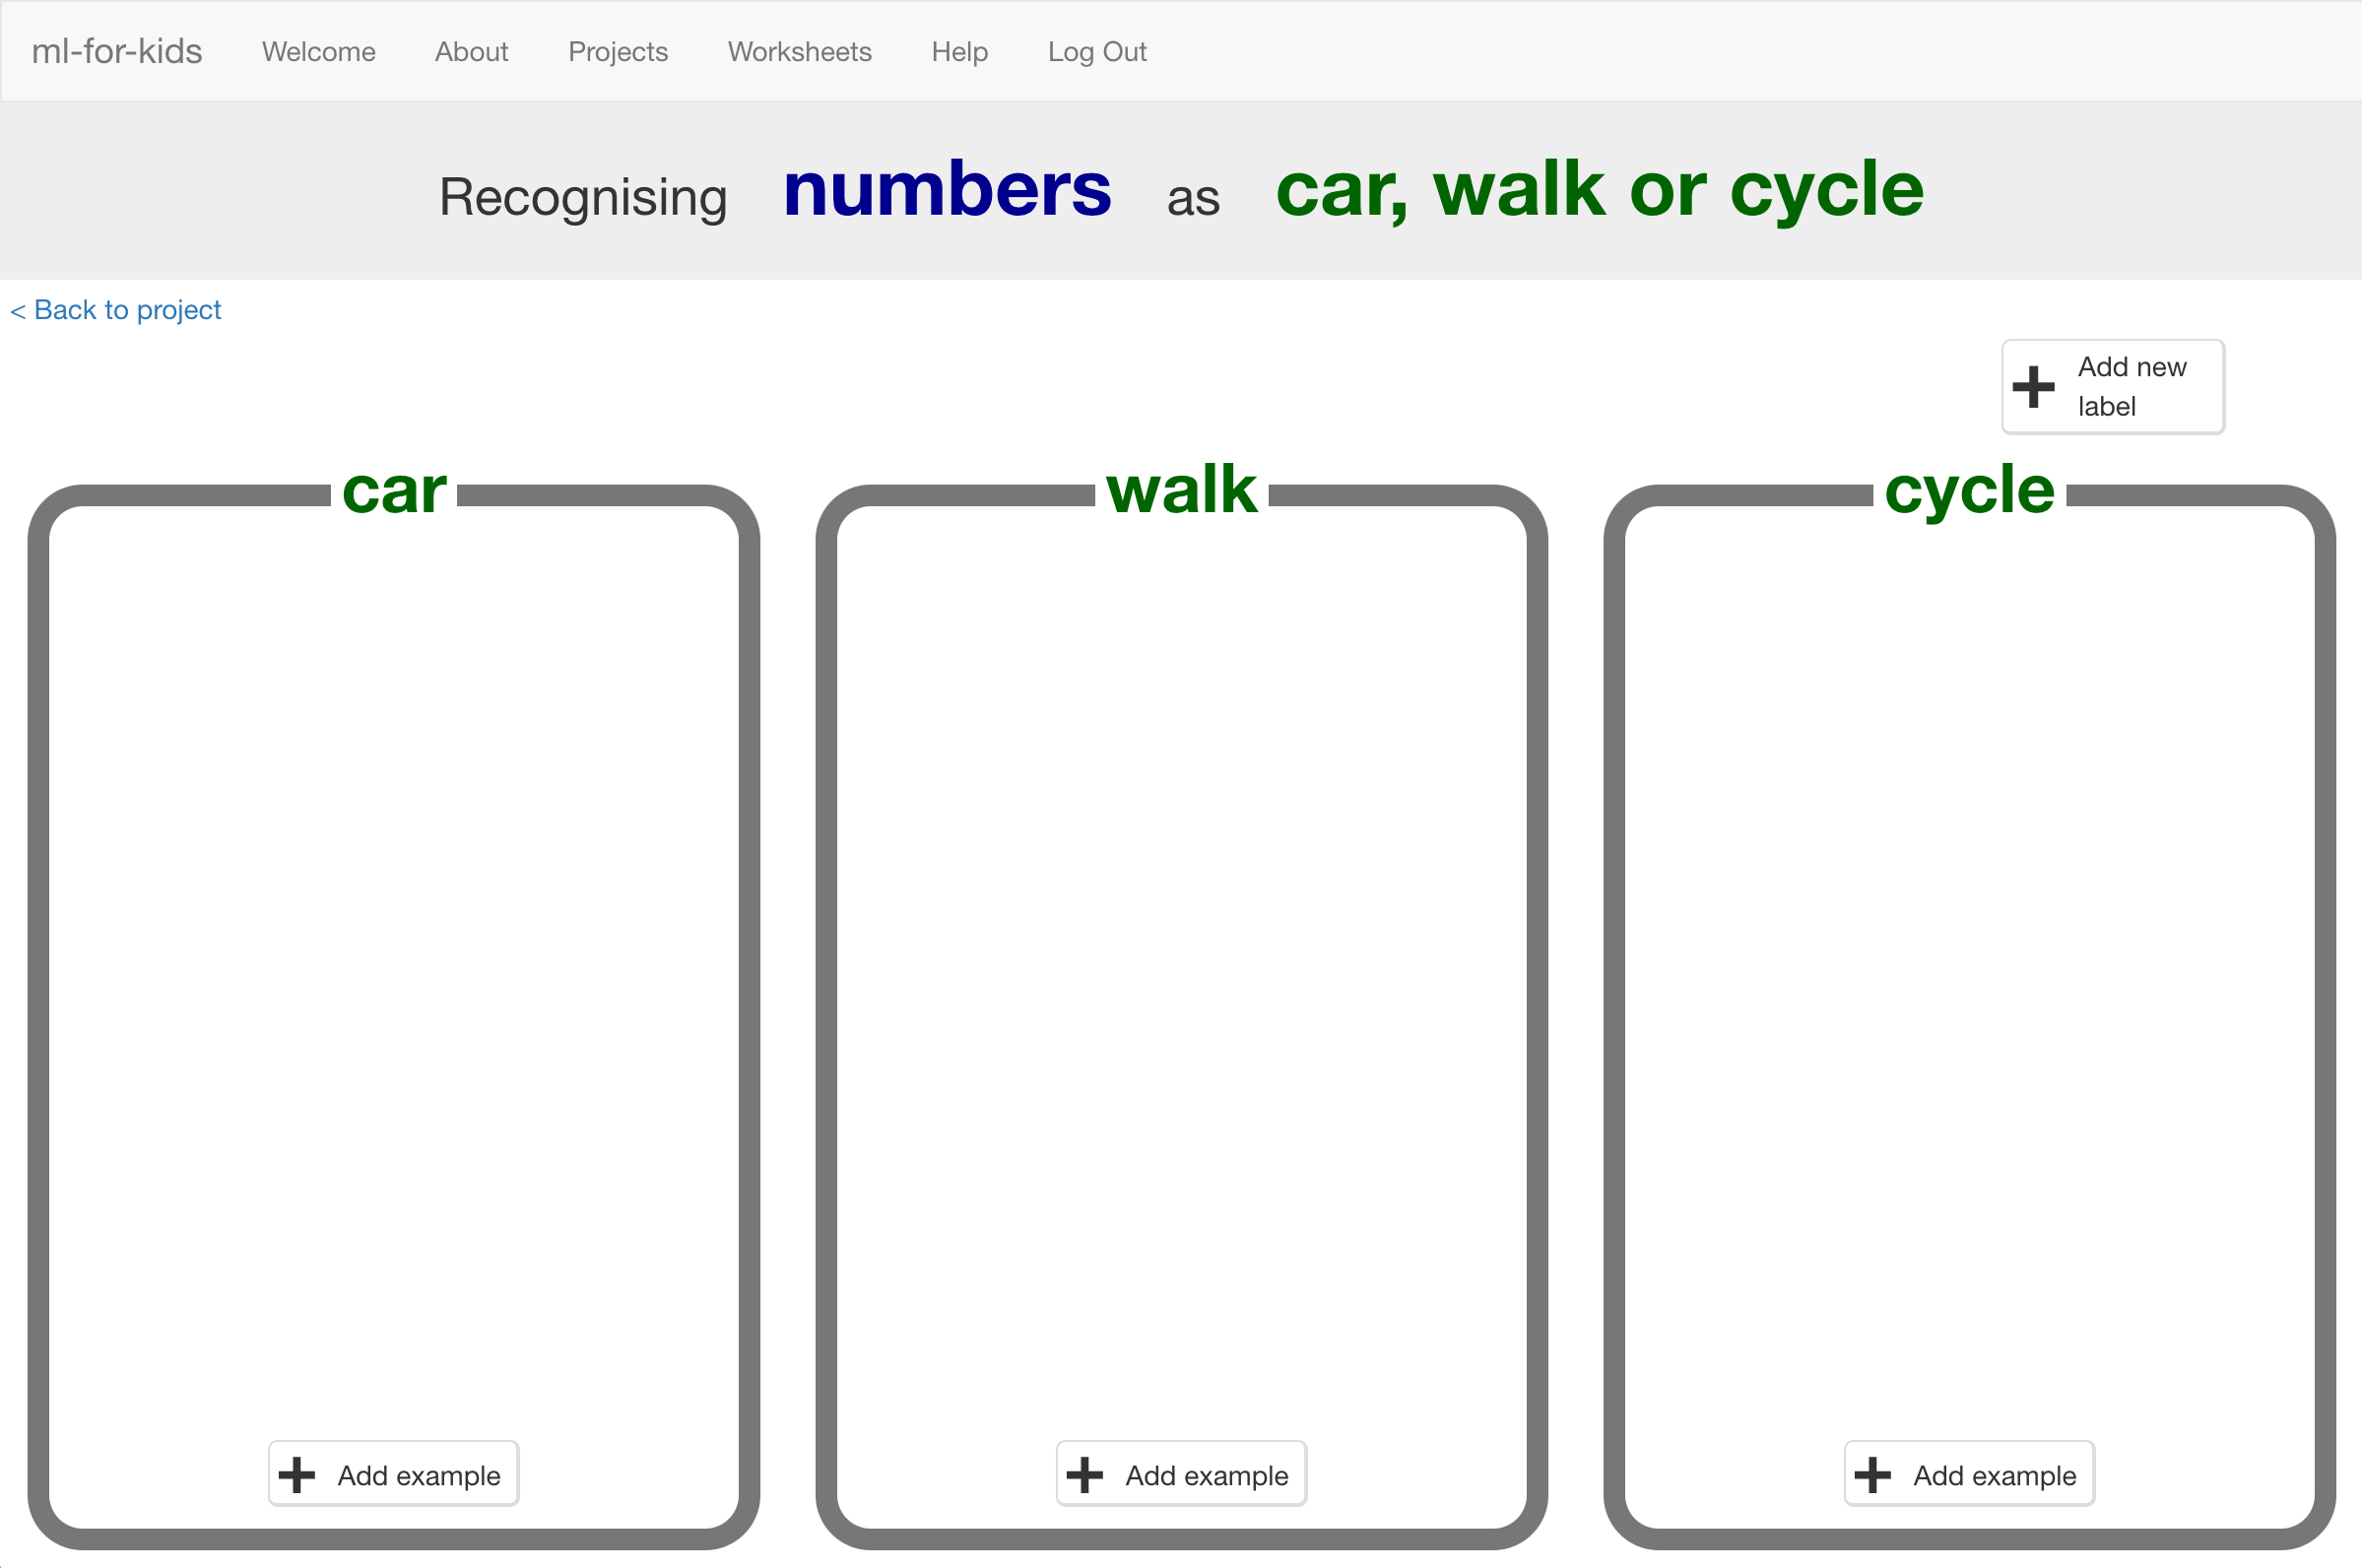 ml-for-kids Welcome About Projects Worksheets Help Log Out
Recognising numbers as car, walk or cycle
< Back to project
Add new
label
car walk cycle
Add example Add example Add example